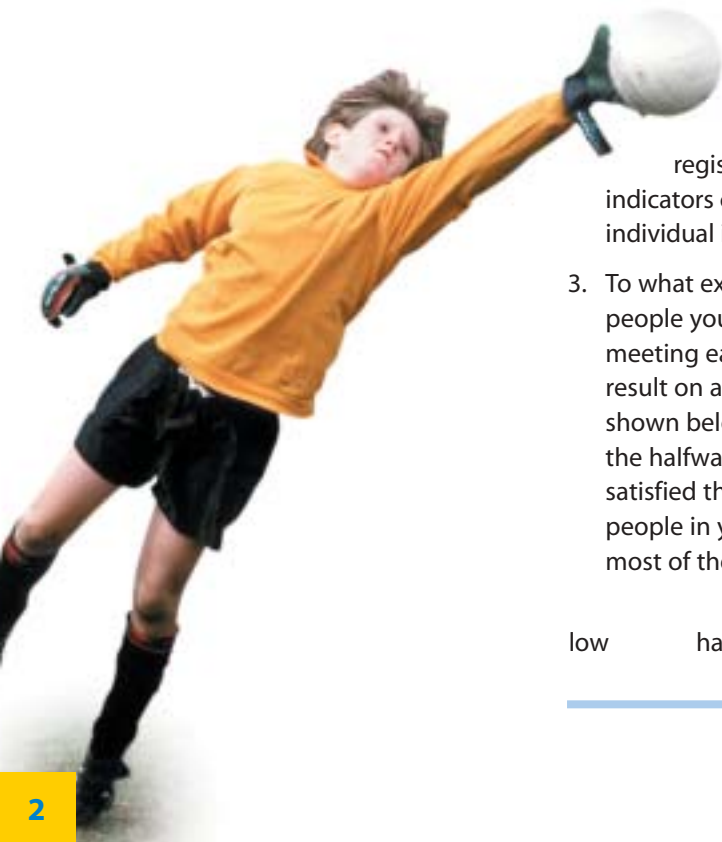 regis
indicators
individual
3. To what ex
people you
meeting ea
result on a
shown bel
the halfwa
satisfied th
people in y
most of the
low ha
2